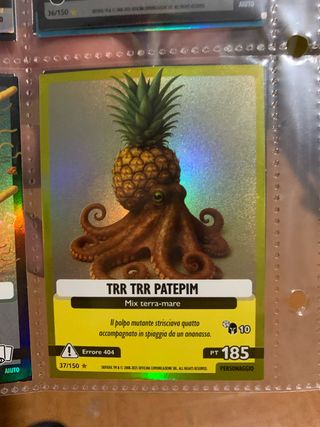 36/150
AIUTO
TRR TRR PATEPIM
Mix terra-mare
Il polpo mutante strisciava quatto
accompagnato in spiaggia da un ananasso.
10
Errore 404
PT 185
37/150 ★
PERSONAGGIO
AIUTO